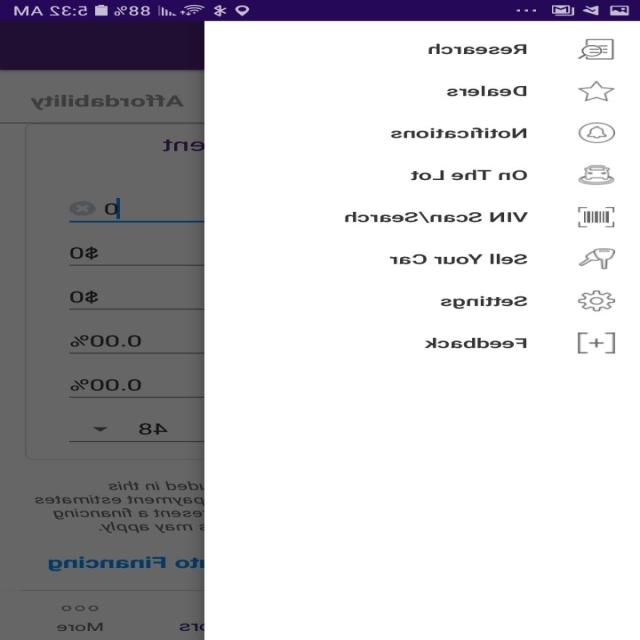 5:32 AM 88%
Research
Dealers
Notifications
On The Lot
VIN Scan/Search
Sell Your Car
Settings
[+] Feedback
Affordability
ent
0
$0
$0
0.00%
0.00%
48
uded in this
payment estimates
resent a financing
s may apply.
uto Financing
ors
More